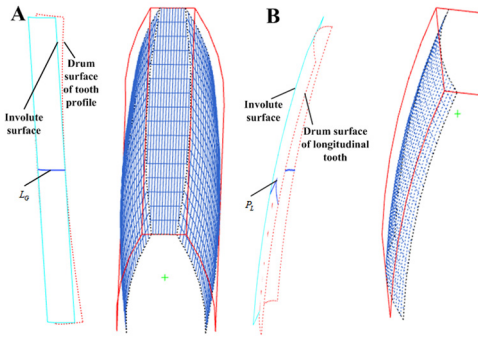 A
Drum
surface
of tooth
profile
Involute
surface
L_G
B
Involute
surface
Drum surface
of longitudinal
tooth
P_L